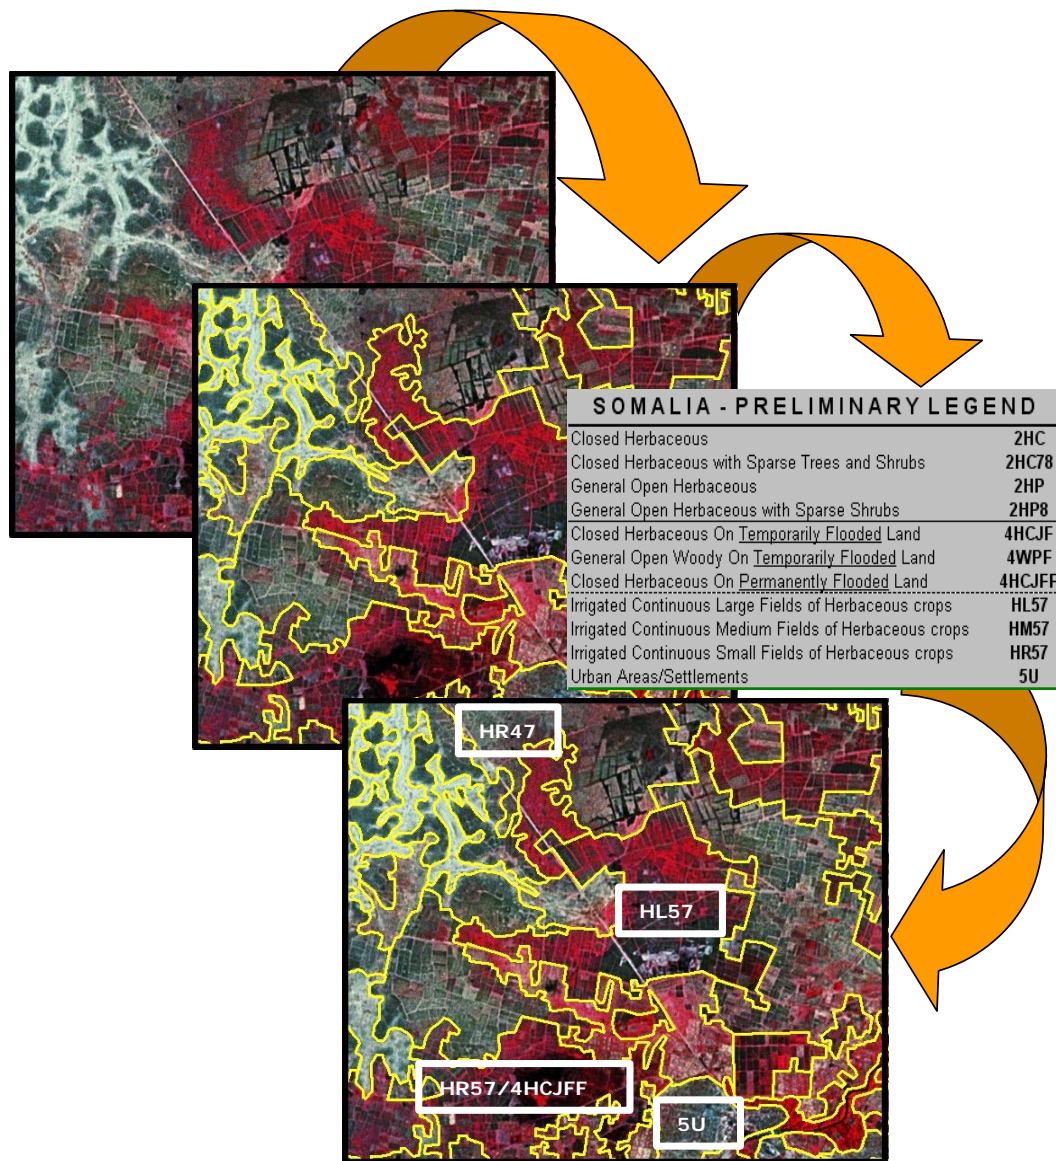 SOMALIA - PRELIMINARY LEGEND
Closed Herbaceous 2HC
Closed Herbaceous with Sparse Trees and Shrubs 2HC78
General Open Herbaceous 2HP
General Open Herbaceous with Sparse Shrubs 2HP8
Closed Herbaceous On Temporarily Flooded Land 4HCJF
General Open Woody On Temporarily Flooded Land 4WPF
Closed Herbaceous On Permanently Flooded Land 4HCJFF
Irrigated Continuous Large Fields of Herbaceous crops HL57
Irrigated Continuous Medium Fields of Herbaceous crops HM57
Irrigated Continuous Small Fields of Herbaceous crops HR57
Urban Areas/Settlements 5U
HR47
HL57
HR57/4HCJFF
5U